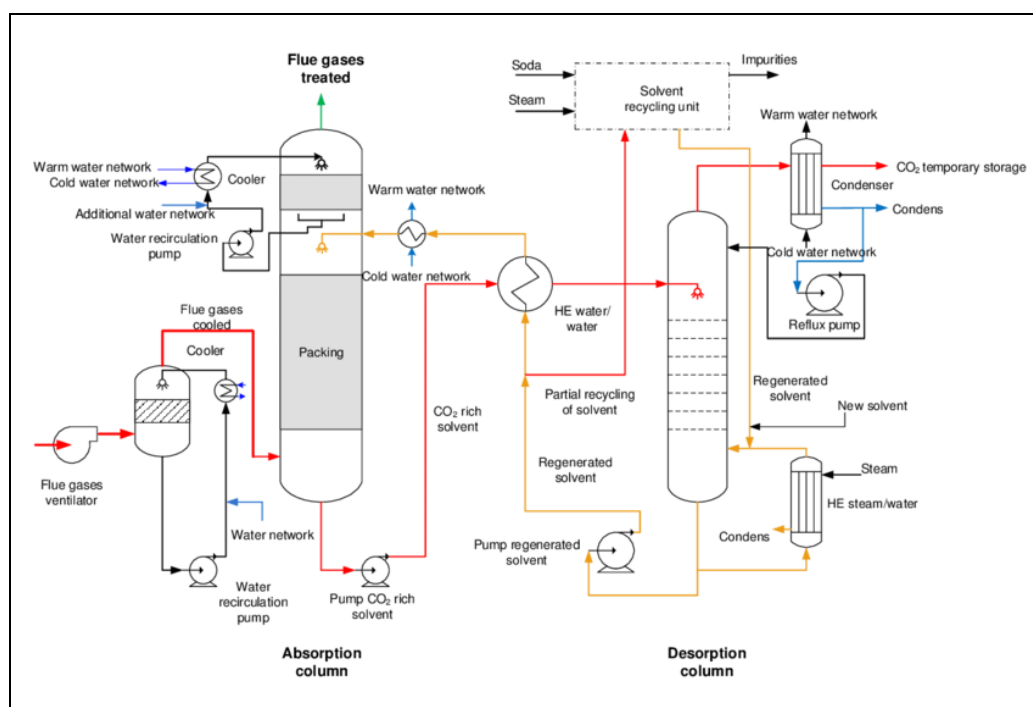 Flue gases
treated
Soda
Steam
Solvent
recycling unit
Impurities
Warm water network
Warm water network
Cold water network
Cooler
Additional water network
Water recirculation
pump
Warm water network
CO₂ temporary storage
Condenser
Condens
Cold water network
Cold water network
Reflux pump
HE water/
water
Flue gases
cooled
Cooler
Packing
CO₂ rich
solvent
Partial recycling
of solvent
Regenerated
solvent
New solvent
Regenerated
solvent
Steam
HE steam/water
Condens
Flue gases
ventilator
Water network
Water
recirculation
pump
Pump CO₂ rich
solvent
Pump regenerated
solvent
Absorption
column
Desorption
column